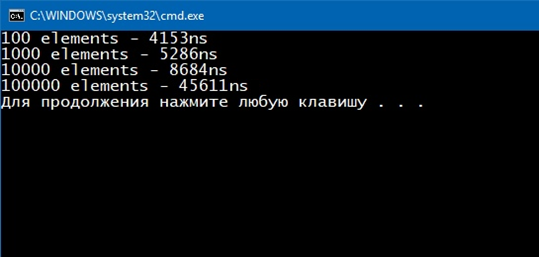 C:\WINDOWS\system32\cmd.exe
100 elements - 4153ns
1000 elements - 5286ns
10000 elements - 8684ns
100000 elements - 45611ns
Для продолжения нажмите любую клавишу . . .